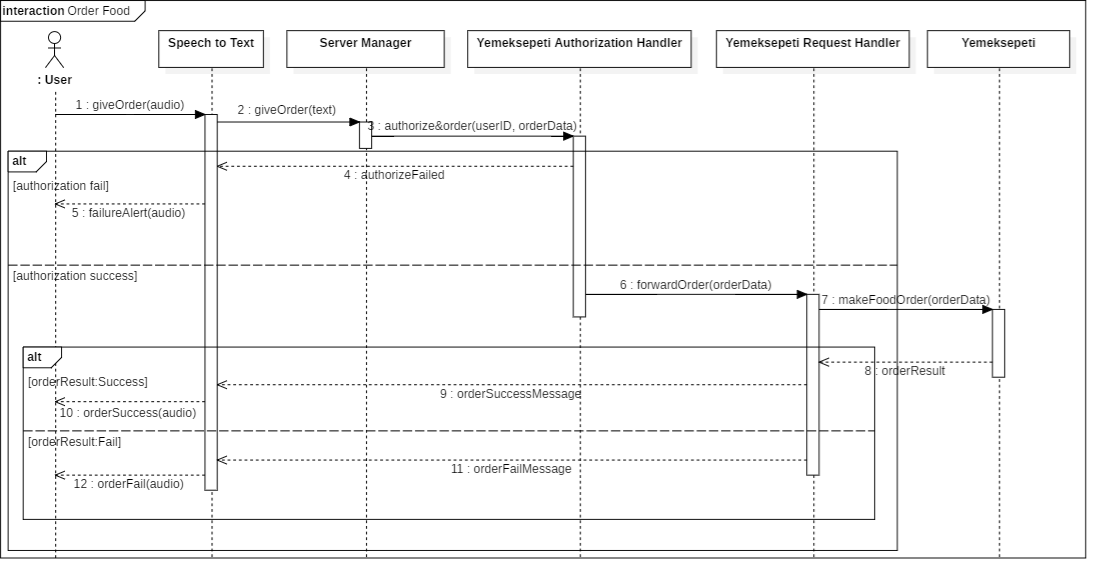 interaction Order Food
: User
Speech to Text
Server Manager
Yemeksepeti Authorization Handler
Yemeksepeti Request Handler
Yemeksepeti
1 : giveOrder(audio)
2 : giveOrder(text)
3 : authorize&order(userID, orderData)
alt
4 : authorizeFailed
[authorization fail]
5 : failureAlert(audio)
[authorization success]
6 : forwardOrder(orderData)
7 : makeFoodOrder(orderData)
alt
8 : orderResult
[orderResult:Success]
9 : orderSuccessMessage
10 : orderSuccess(audio)
[orderResult:Fail]
11 : orderFailMessage
12 : orderFail(audio)